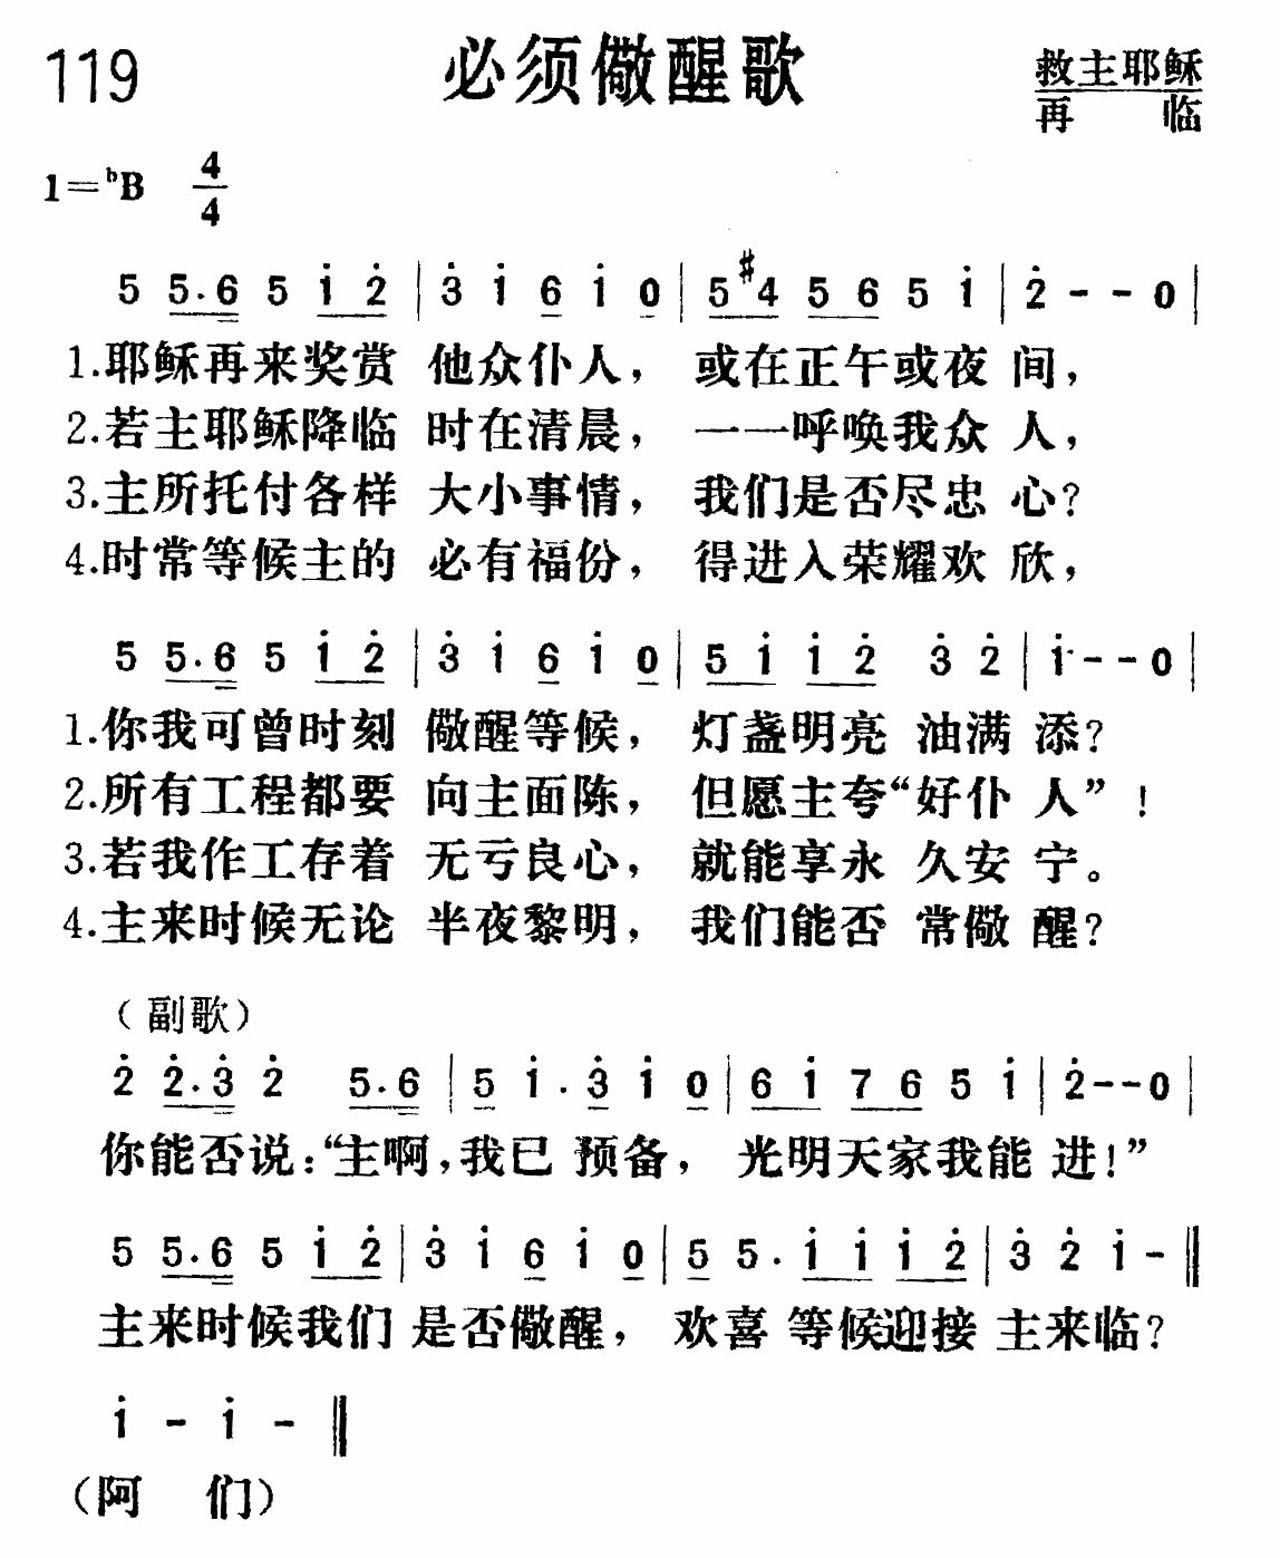 119
必须儆醒歌
救主耶稣
再 临
1=ᵇB 4/4
5 5.6 5 i̇ 2̇ | 3̇ i̇ 6 i̇ 0 | 5 #4 5 6 5 i̇ | 2̇ - - 0 |
1.耶稣再来奖赏 他众仆人， 或在正午或夜 间，
2.若主耶稣降临 时在清晨， 一一呼唤我众 人，
3.主所托付各样 大小事情， 我们是否尽忠 心？
4.时常等候主的 必有福份， 得进入荣耀欢 欣，
5 5.6 5 i̇ 2̇ | 3̇ i̇ 6 i̇ 0 | 5 i̇ i̇ 2̇ 3̇ 2̇ | i̇ - - 0 |
1.你我可曾时刻 儆醒等候， 灯盏明亮 油满 添？
2.所有工程都要 向主面陈， 但愿主夸“好仆 人”！
3.若我作工存着 无亏良心， 就能享永 久安 宁。
4.主来时候无论 半夜黎明， 我们能否 常儆 醒？
（副歌）
2̇ 2̇.3̇ 2̇ 5.6 | 5 i̇.3̇ i̇ 0 | 6 i̇ 7 6 5 i̇ | 2̇ - - 0 |
你能否说：“主啊，我已 预备， 光明天家我能 进！”
5 5.6 5 i̇ 2̇ | 3̇ i̇ 6 i̇ 0 | 5 5. i̇ i̇ i̇ 2̇ | 3̇ 2̇ i̇ - ‖
主来时候我们 是否儆醒， 欢喜 等候迎接 主来临？
i̇ - i̇ - ‖
（阿 们）